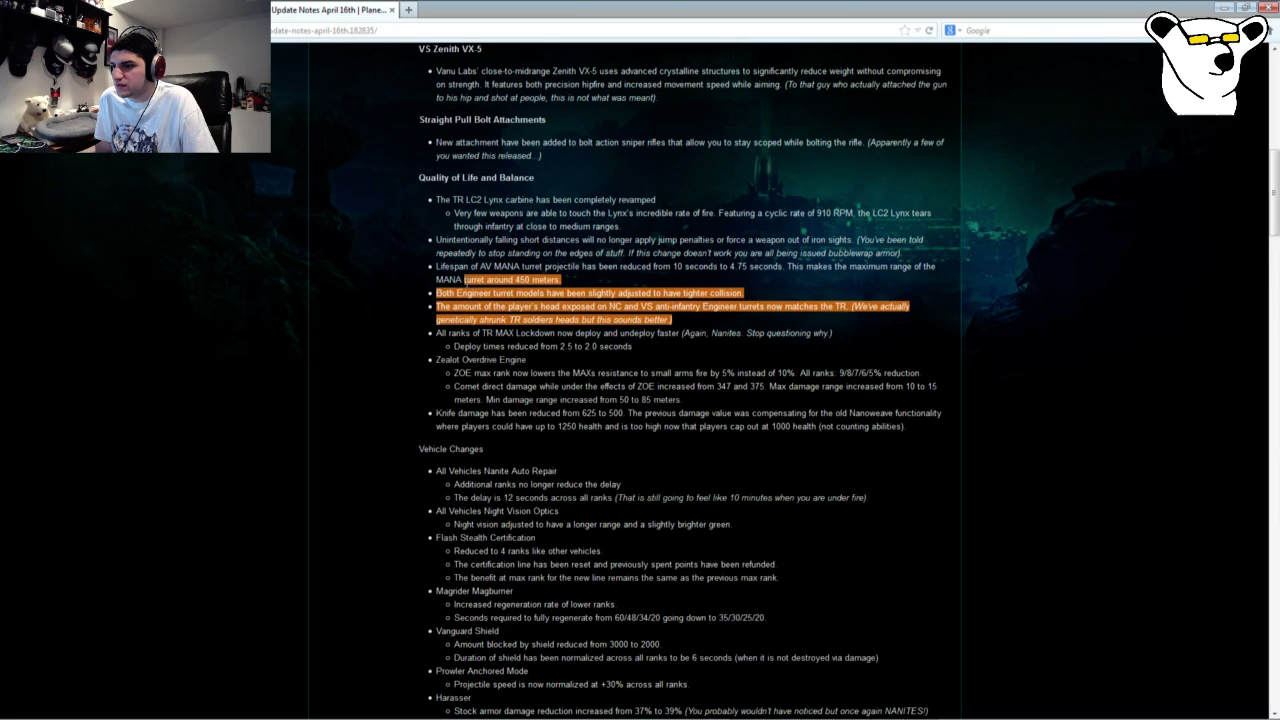 Update Notes April 16th | Plane...
date-notes-april-16th.182835/
Google
VS Zenith VX-5
Vanu Labs' close-to-midrange Zenith VX-5 uses advanced crystalline structures to significantly reduce weight without compromising
on strength. It features both precision hipfire and increased movement speed while aiming. (To that guy who actually attached the gun
to his hip and shot at people, this is not what was meant).
Straight Pull Bolt Attachments
New attachment have been added to bolt action sniper rifles that allow you to stay scoped while bolting the rifle. (Apparently a few of
you wanted this released...)
Quality of Life and Balance
The TR LC2 Lynx carbine has been completely revamped
Very few weapons are able to touch the Lynx's incredible rate of fire. Featuring a cyclic rate of 910 RPM, the LC2 Lynx tears
through infantry at close to medium ranges.
Unintentionally falling short distances will no longer apply jump penalties or force a weapon out of iron sights. (You've been told
repeatedly to stop standing on the edges of stuff. If this change doesn't work you are all being issued bubblewrap armor).
Lifespan of AV MANA turret projectile has been reduced from 10 seconds to 4.75 seconds. This makes the maximum range of the
MANA turret around 450 meters.
Both Engineer turret models have been slightly adjusted to have tighter collision.
The amount of the player's head exposed on NC and VS anti-infantry Engineer turrets now matches the TR. (We've actually
genetically shrunk TR soldiers heads but this sounds better.)
All ranks of TR MAX Lockdown now deploy and undeploy faster (Again, Nanites. Stop questioning why.)
Deploy times reduced from 2.5 to 2.0 seconds
Zealot Overdrive Engine
ZOE max rank now lowers the MAXs resistance to small arms fire by 5% instead of 10%. All ranks: 9/8/7/6/5% reduction.
Comet direct damage while under the effects of ZOE increased from 347 and 375. Max damage range increased from 10 to 15
meters. Min damage range increased from 50 to 85 meters.
Knife damage has been reduced from 625 to 500. The previous damage value was compensating for the old Nanoweave functionality
where players could have up to 1250 health and is too high now that players cap out at 1000 health (not counting abilities).
Vehicle Changes
All Vehicles Nanite Auto Repair
Additional ranks no longer reduce the delay
The delay is 12 seconds across all ranks (That is still going to feel like 10 minutes when you are under fire)
All Vehicles Night Vision Optics
Night vision adjusted to have a longer range and a slightly brighter green.
Flash Stealth Certification
Reduced to 4 ranks like other vehicles.
The certification line has been reset and previously spent points have been refunded.
The benefit at max rank for the new line remains the same as the previous max rank.
Magrider Magburner
Increased regeneration rate of lower ranks.
Seconds required to fully regenerate from 60/48/34/20 going down to 35/30/25/20.
Vanguard Shield
Amount blocked by shield reduced from 3000 to 2000.
Duration of shield has been normalized across all ranks to be 6 seconds (when it is not destroyed via damage)
Prowler Anchored Mode
Projectile speed is now normalized at +30% across all ranks.
Harasser
Stock armor damage reduction increased from 37% to 39% (You probably wouldn't have noticed but once again NANITES!)